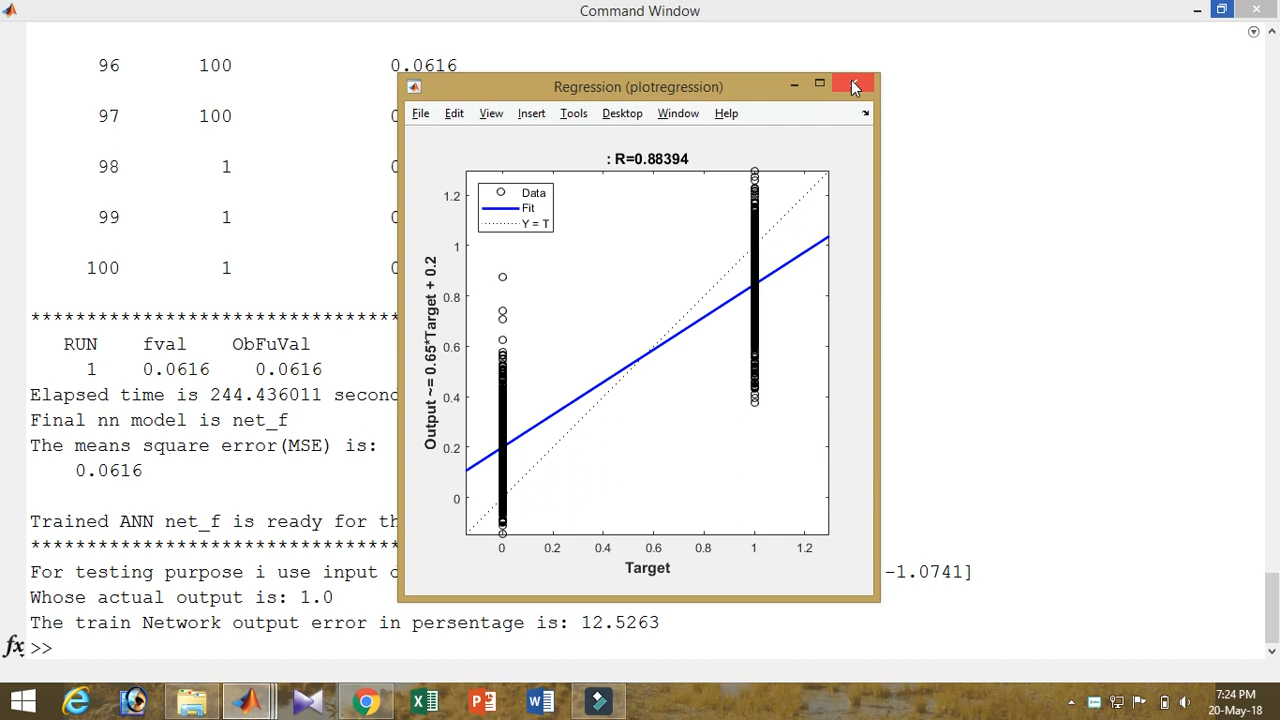 Command Window
96 100 0.0616
97 100
98 1
99 1
100 1
************************************
RUN fval ObFuVal
1 0.0616 0.0616
Elapsed time is 244.436011 second
Final nn model is net_f
The means square error(MSE) is:
0.0616
Trained ANN net_f is ready for th
************************************
For testing purpose i use input -1.0741]
Whose actual output is: 1.0
The train Network output error in persentage is: 12.5263
fx >>
Regression (plotregression)
File Edit View Insert Tools Desktop Window Help
: R=0.88394
Data
Fit
Y = T
Output ~= 0.65*Target + 0.2
1.2
1
0.8
0.6
0.4
0.2
0
0 0.2 0.4 0.6 0.8 1 1.2
Target
7:24 PM
20-May-18